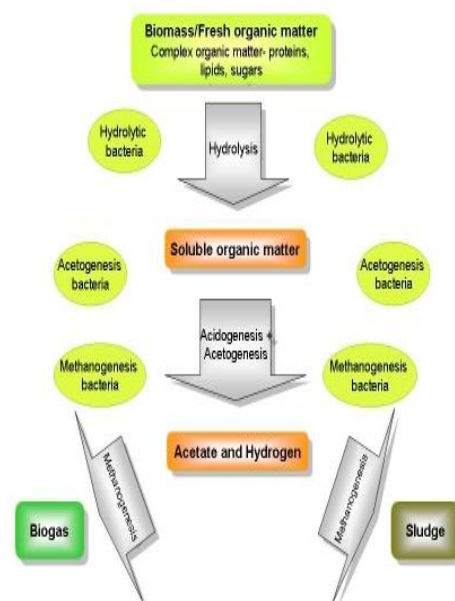 Biomass/Fresh organic matter
Complex organic matter- proteins,
lipids, sugars
Hydrolytic
bacteria
Hydrolysis
Hydrolytic
bacteria
Soluble organic matter
Acetogenesis
bacteria
Acetogenesis
bacteria
Acidogenesis +
Acetogenesis
Methanogenesis
bacteria
Methanogenesis
bacteria
Acetate and Hydrogen
Methanogenesis
Methanogenesis
Biogas
Sludge